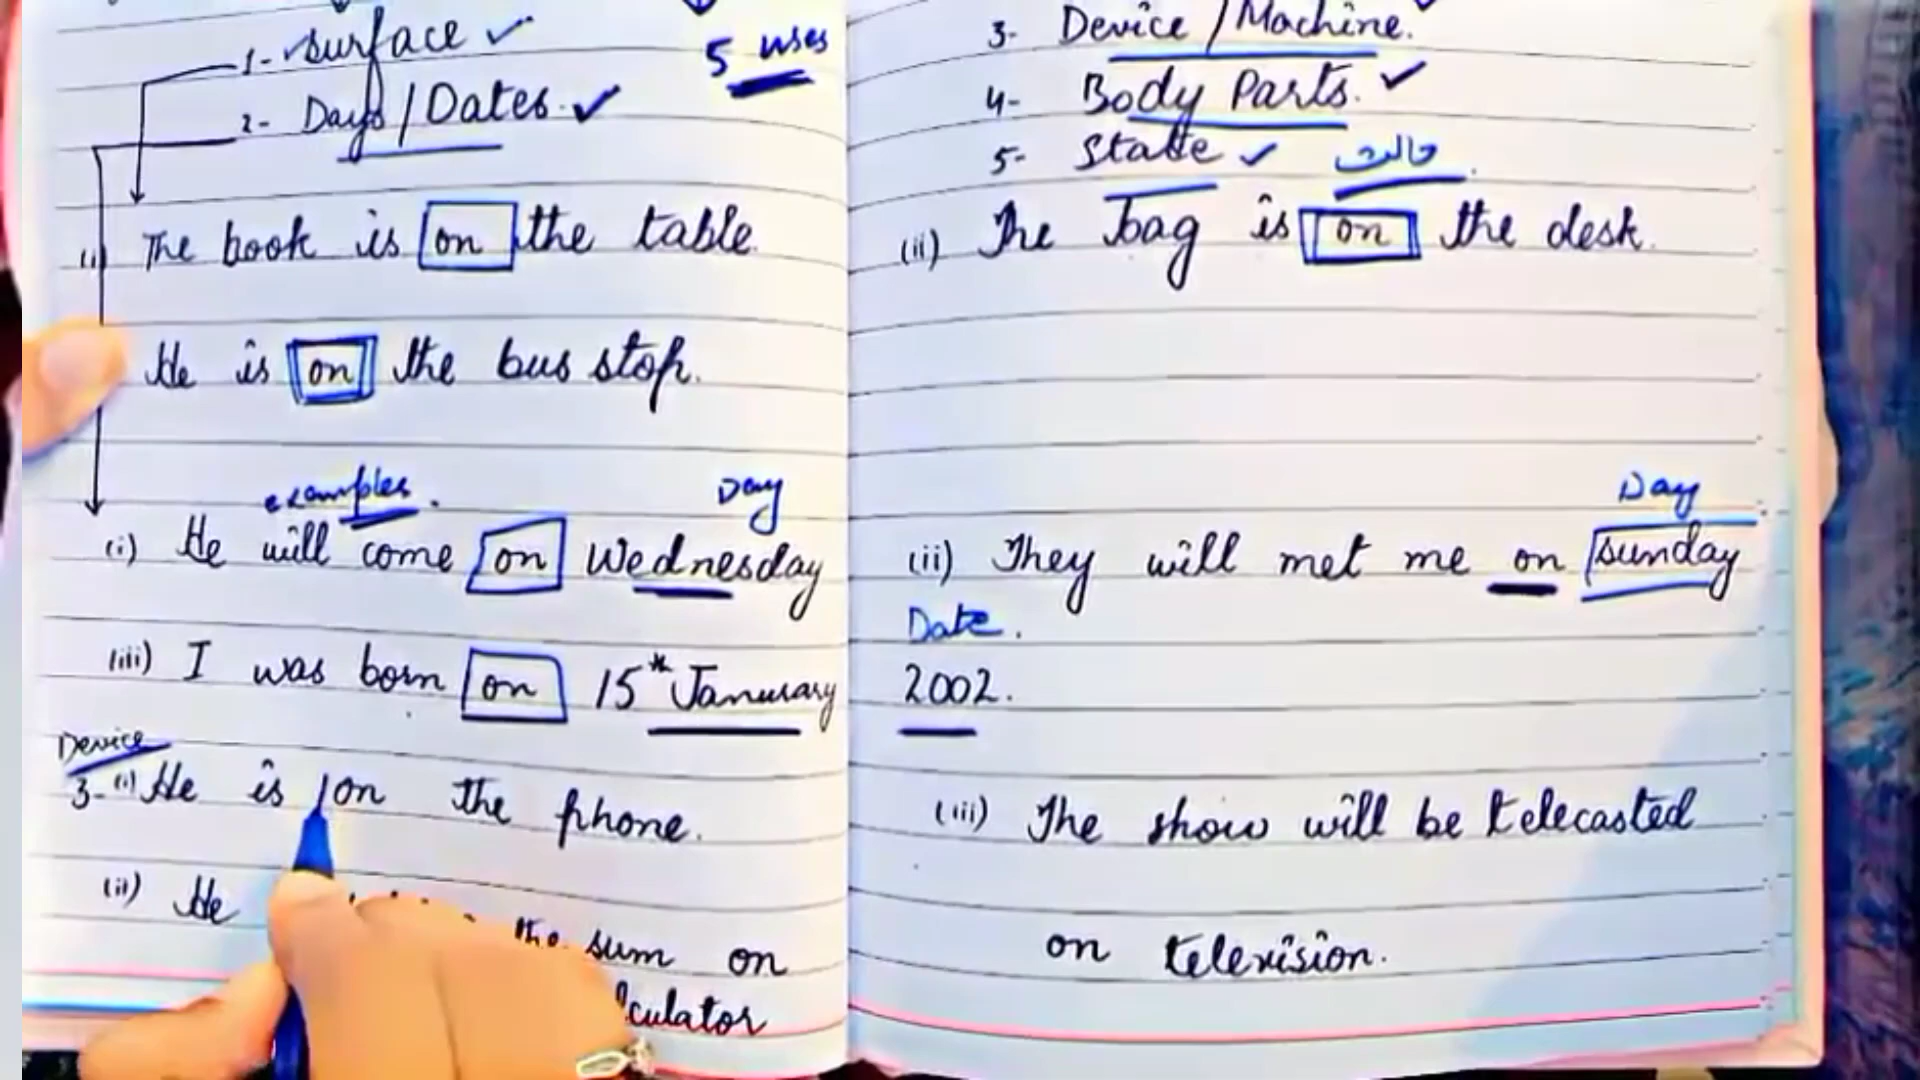 1- Surface
5 uses
2- Days/Dates.
(i) The book is on the table.
He is on the bus stop.
examples.
Day
(i) He will come on Wednesday
(iii) I was born on 15th Janurary
Device
3- (i) He is on the phone.
(ii) He the sum on
3- Device/Machine.
4- Body Parts.
5- State حالت
(ii) The bag is on the desk.
Day
(ii) They will met me on sunday
Date.
2002.
(iii) The show will be telecasted
on television.